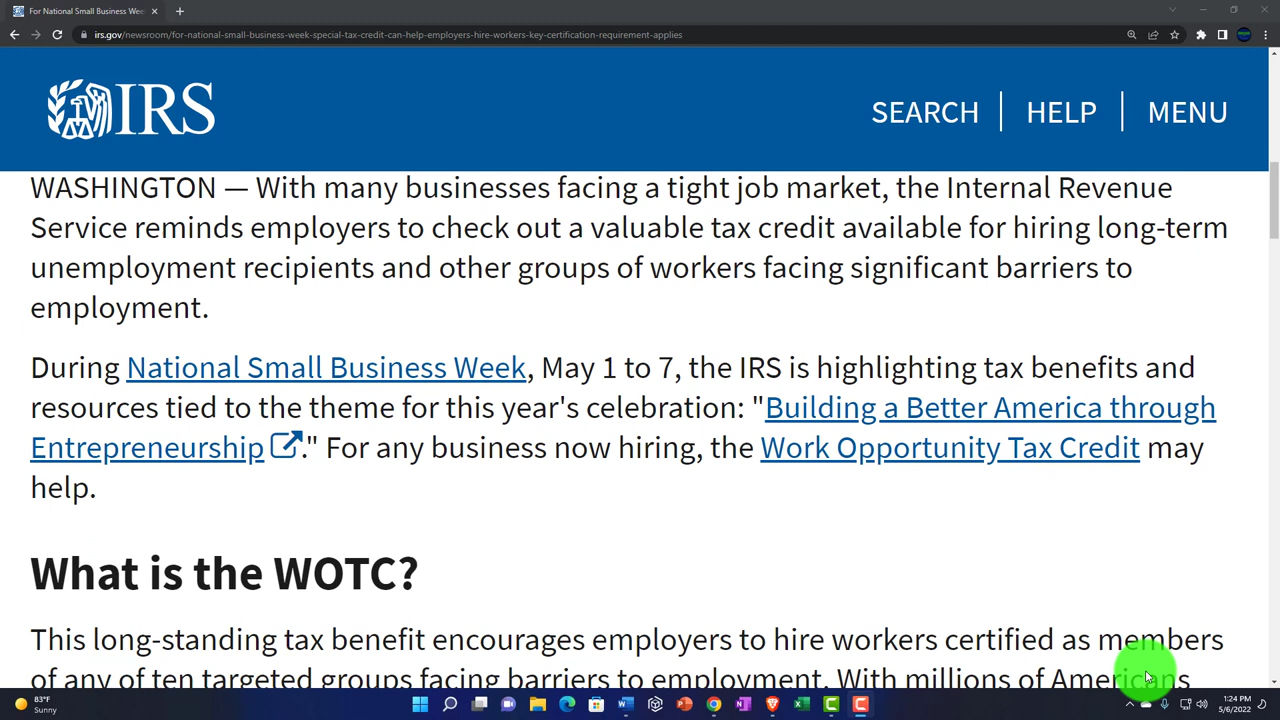 For National Small Business Wee
irs.gov/newsroom/for-national-small-business-week-special-tax-credit-can-help-employers-hire-workers-key-certification-requirement-applies
IRS
SEARCH
HELP
MENU
WASHINGTON — With many businesses facing a tight job market, the Internal Revenue
Service reminds employers to check out a valuable tax credit available for hiring long-term
unemployment recipients and other groups of workers facing significant barriers to
employment.
During National Small Business Week, May 1 to 7, the IRS is highlighting tax benefits and
resources tied to the theme for this year's celebration: "Building a Better America through
Entrepreneurship." For any business now hiring, the Work Opportunity Tax Credit may
help.
What is the WOTC?
This long-standing tax benefit encourages employers to hire workers certified as members
of any of ten targeted groups facing barriers to employment. With millions of Americans
83°F
Sunny
1:24 PM
5/6/2022